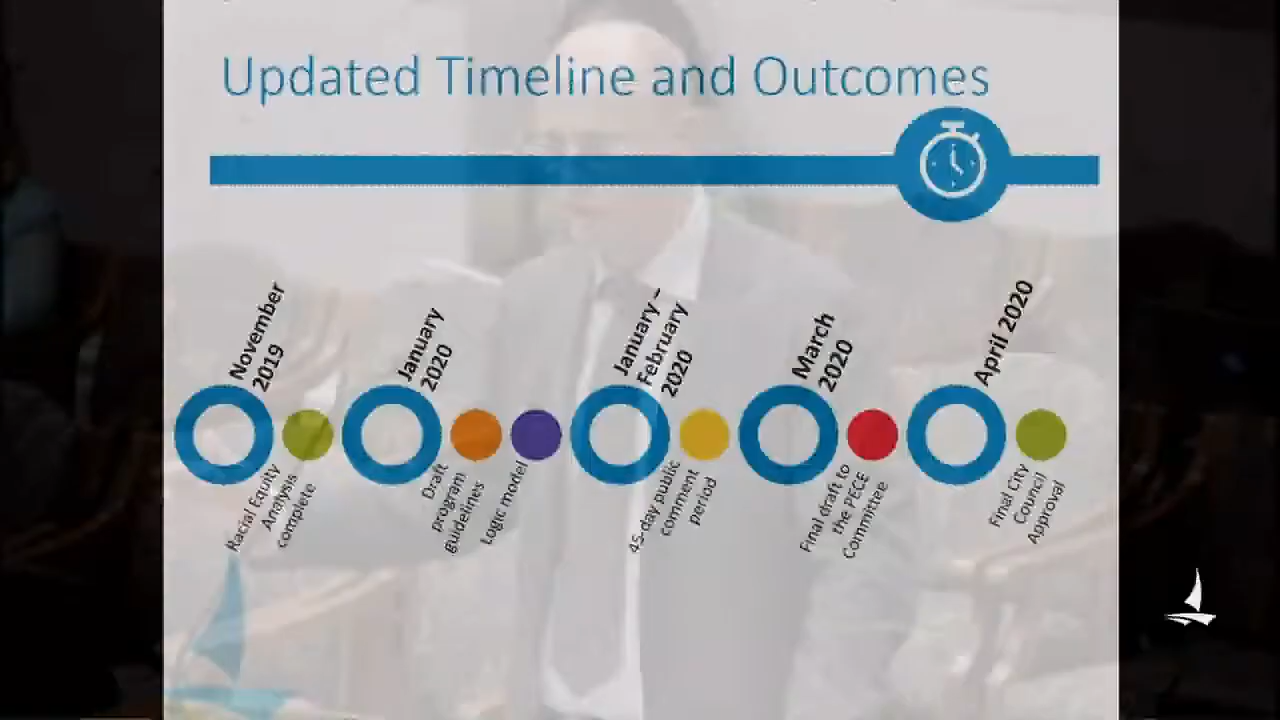 Updated Timeline and Outcomes
November
2019
Racial Equity
Analysis
complete
January
2020
Draft
program
guidelines
Logic model
January –
February
2020
45-day public
comment
period
March
2020
Final draft to
the PECE
Committee
April 2020
Final City
Council
Approval